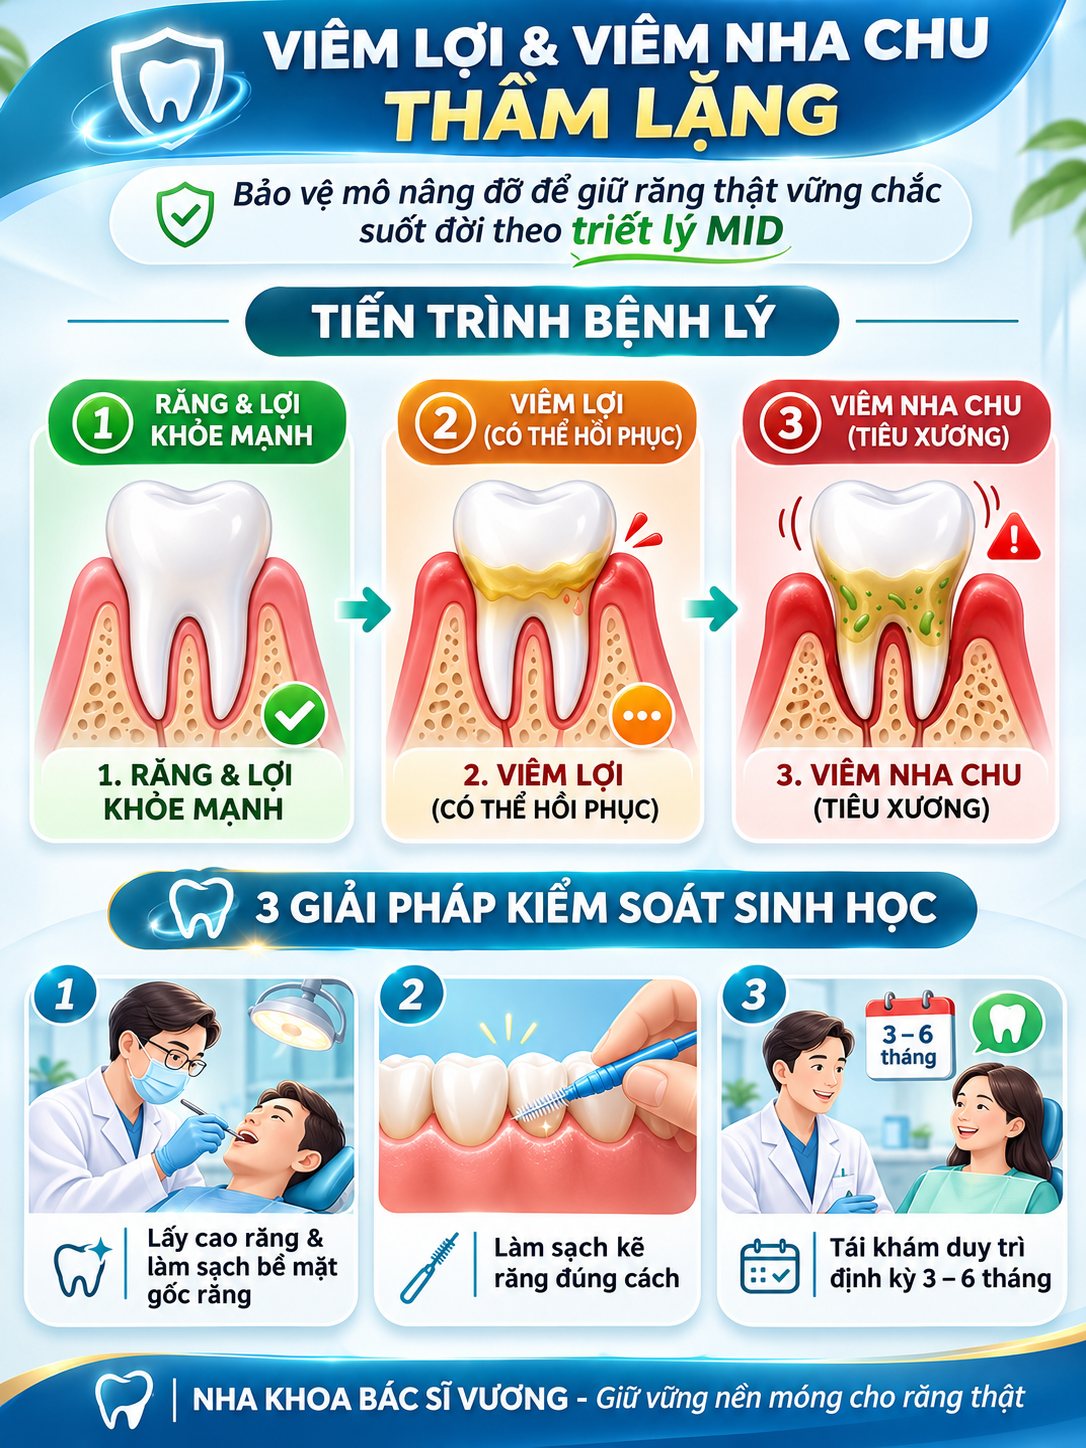 VIÊM LỢI & VIÊM NHA CHU
THẦM LẶNG
Bảo vệ mô nâng đỡ để giữ răng thật vững chắc
suốt đời theo triết lý MID
TIẾN TRÌNH BỆNH LÝ
1
RĂNG & LỢI
KHỎE MẠNH
2
VIÊM LỢI
(CÓ THỂ HỒI PHỤC)
3
VIÊM NHA CHU
(TIÊU XƯƠNG)
1. RĂNG & LỢI
KHỎE MẠNH
2. VIÊM LỢI
(CÓ THỂ HỒI PHỤC)
3. VIÊM NHA CHU
(TIÊU XƯƠNG)
3 GIẢI PHÁP KIỂM SOÁT SINH HỌC
1
2
3
3 – 6
tháng
Lấy cao răng &
làm sạch bề mặt
gốc răng
Làm sạch kẽ
răng đúng cách
Tái khám duy trì
định kỳ 3 – 6 tháng
NHA KHOA BÁC SĨ VƯƠNG - Giữ vững nền móng cho răng thật